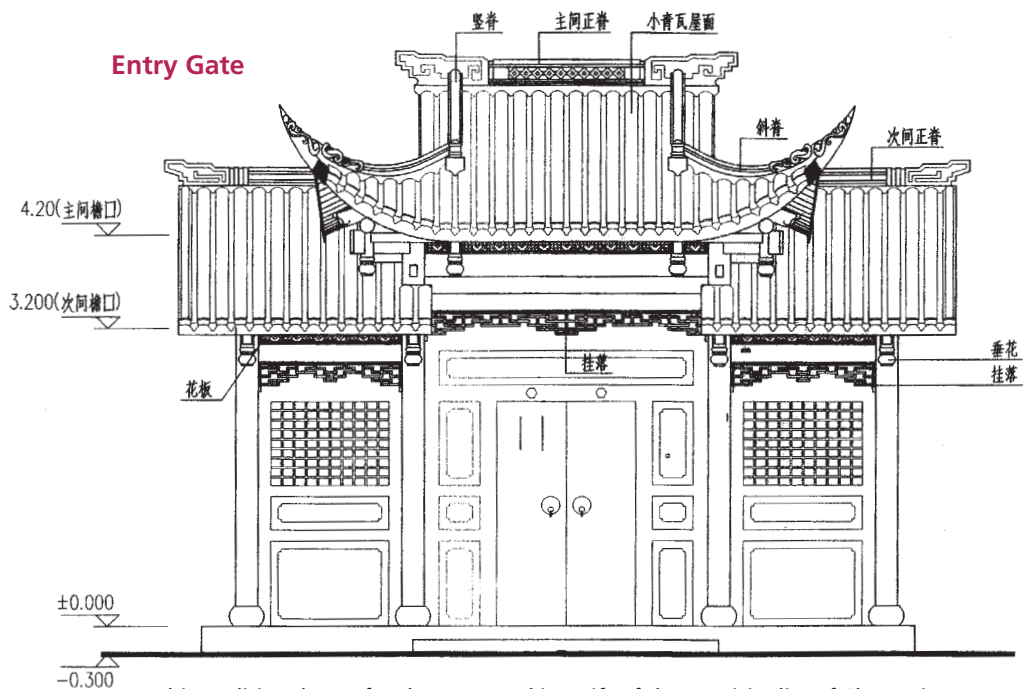 竖脊
主间正脊
小青瓦屋面
Entry Gate
斜脊
次间正脊
4.20(主间檐口)
3.200(次间檐口)
垂花
挂落
挂落
花板
±0.000
-0.300